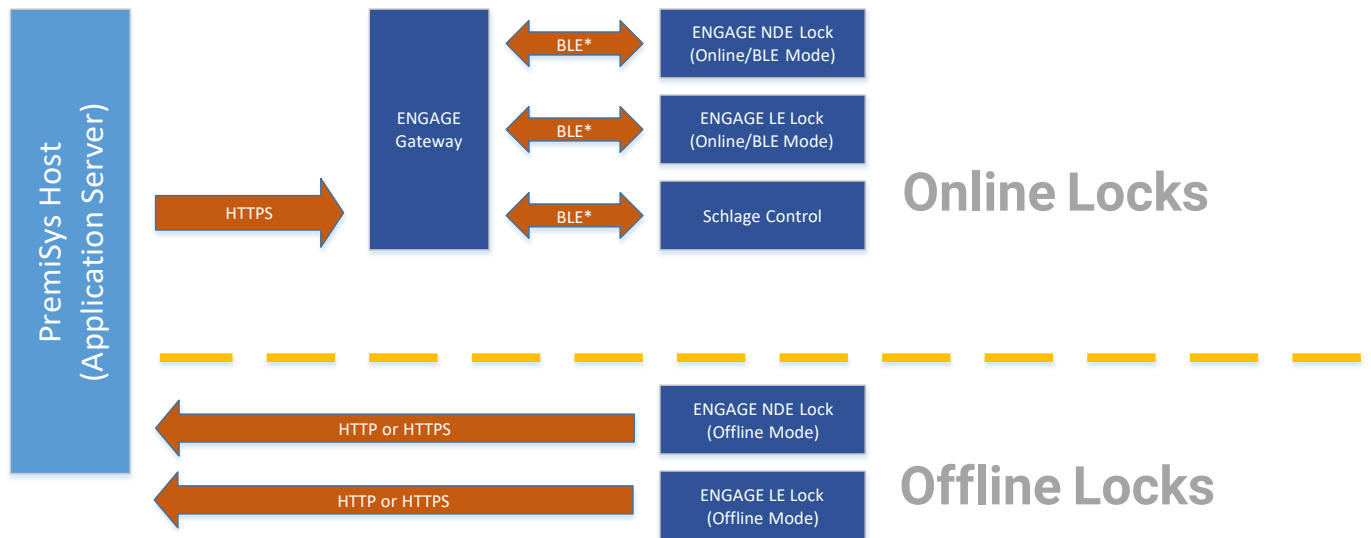 PremiSys Host
(Application Server)
HTTPS
ENGAGE
Gateway
BLE*
ENGAGE NDE Lock
(Online/BLE Mode)
BLE*
ENGAGE LE Lock
(Online/BLE Mode)
BLE*
Schlage Control
Online Locks
HTTP or HTTPS
ENGAGE NDE Lock
(Offline Mode)
HTTP or HTTPS
ENGAGE LE Lock
(Offline Mode)
Offline Locks